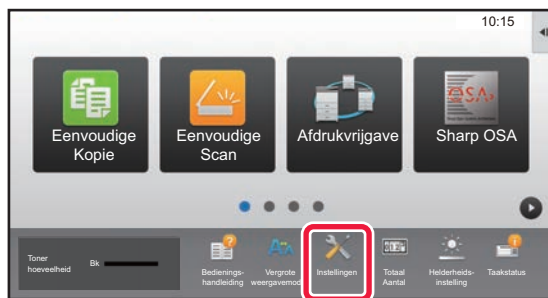 10:15
Eenvoudige
Kopie
Eenvoudige
Scan
Afdrukvrijgave
OSA
Sharp OSA
Toner
hoeveelheid
Bk
Bedienings-
handleiding
Vergrote
weergavemod
Instellingen
Totaal
Aantal
Helderheids-
instelling
Taakstatus